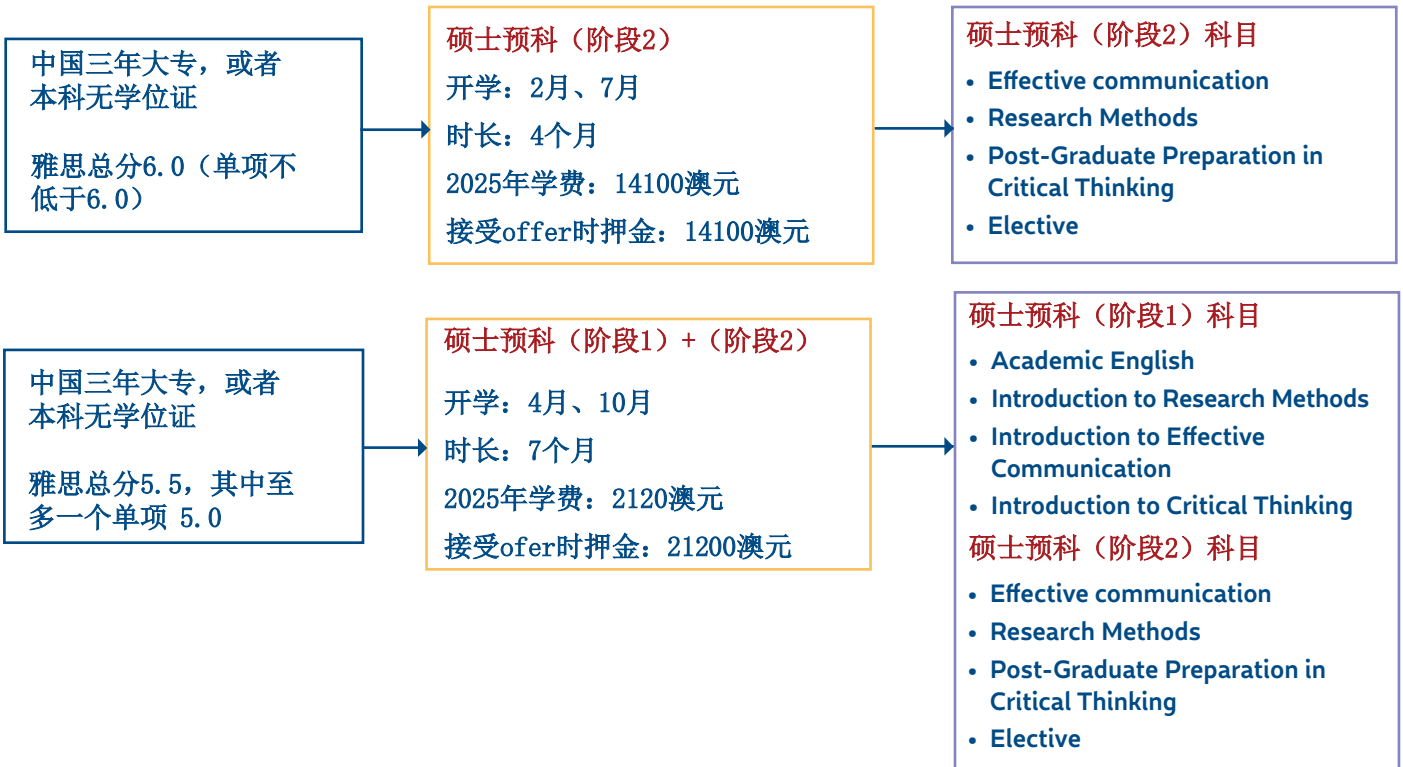 中国三年大专，或者
本科无学位证
雅思总分6.0（单项不
低于6.0）
硕士预科（阶段2）
开学：2月、7月
时长：4个月
2025年学费：14100澳元
接受offer时押金：14100澳元
硕士预科（阶段2）科目
• Effective communication
• Research Methods
• Post-Graduate Preparation in
Critical Thinking
• Elective
中国三年大专，或者
本科无学位证
雅思总分5.5，其中至
多一个单项 5.0
硕士预科（阶段1）+（阶段2）
开学：4月、10月
时长：7个月
2025年学费：2120澳元
接受ofer时押金：21200澳元
硕士预科（阶段1）科目
• Academic English
• Introduction to Research Methods
• Introduction to Effective
Communication
• Introduction to Critical Thinking
硕士预科（阶段2）科目
• Effective communication
• Research Methods
• Post-Graduate Preparation in
Critical Thinking
• Elective